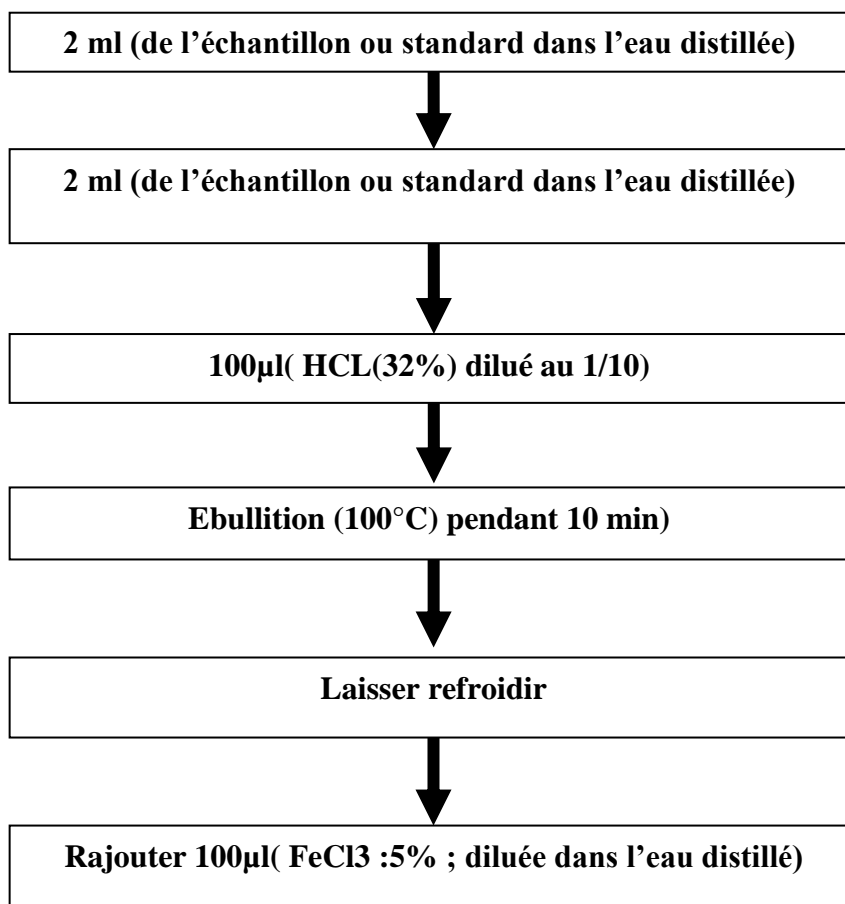 2 ml (de l’échantillon ou standard dans l’eau distillée)
2 ml (de l’échantillon ou standard dans l’eau distillée)
100µl( HCL(32%) dilué au 1/10)
Ebullition (100°C) pendant 10 min)
Laisser refroidir
Rajouter 100µl( FeCl3 :5% ; diluée dans l’eau distillé)